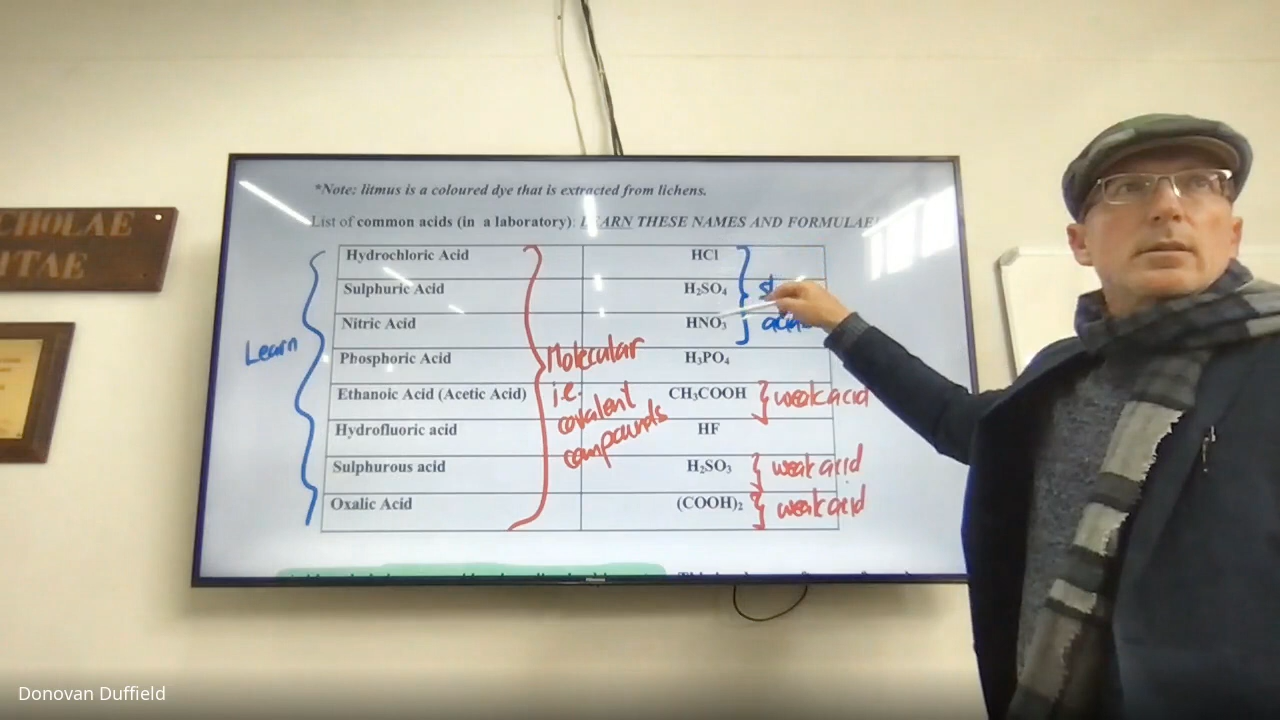 *Note: litmus is a coloured dye that is extracted from lichens.
List of common acids (in a laboratory): LEARN THESE NAMES AND FORMULAE!
CHOLAE
ITAE
Learn
Hydrochloric Acid HCl
Sulphuric Acid H₂SO₄
Nitric Acid HNO₃
Phosphoric Acid H₃PO₄
Ethanoic Acid (Acetic Acid) CH₃COOH weak acid
Hydrofluoric acid HF
Sulphurous acid H₂SO₃ weak acid
Oxalic Acid (COOH)₂ weak acid
Molecular
i.e.
covalent
compounds
Donovan Duffield